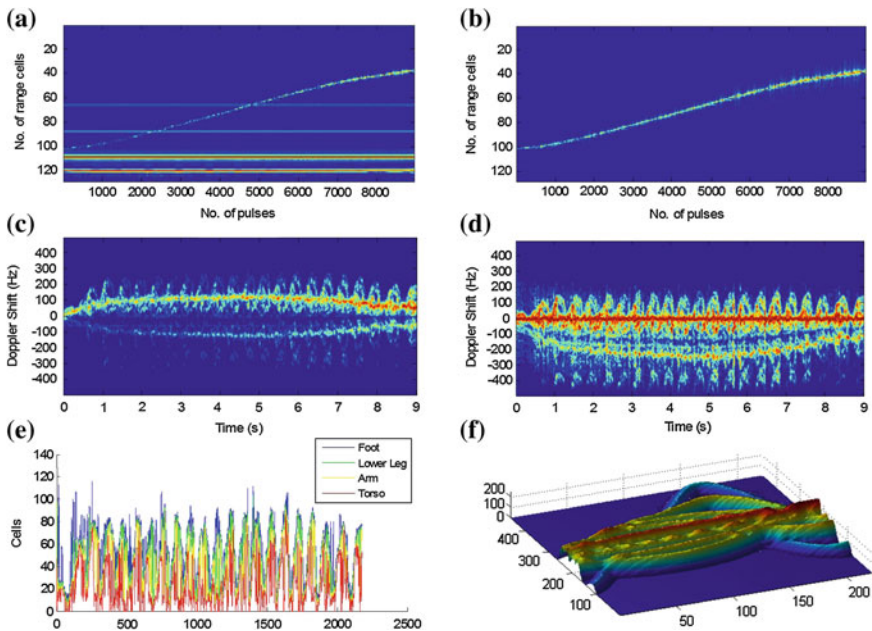 (a)
No. of range cells
20
40
60
80
100
120
1000 2000 3000 4000 5000 6000 7000 8000
No. of pulses
(b)
No. of range cells
20
40
60
80
100
120
1000 2000 3000 4000 5000 6000 7000 8000
No. of pulses
(c)
Doppler Shift (Hz)
400
300
200
100
0
-100
-200
-300
-400
0 1 2 3 4 5 6 7 8 9
Time (s)
(d)
Doppler Shift (Hz)
400
300
200
100
0
-100
-200
-300
-400
0 1 2 3 4 5 6 7 8 9
Time (s)
(e)
Cells
140
120
100
80
60
40
20
0
0 500 1000 1500 2000 2500
Foot
Lower Leg
Arm
Torso
(f)
200
100
0
400
300
200
100
50
100
150
200